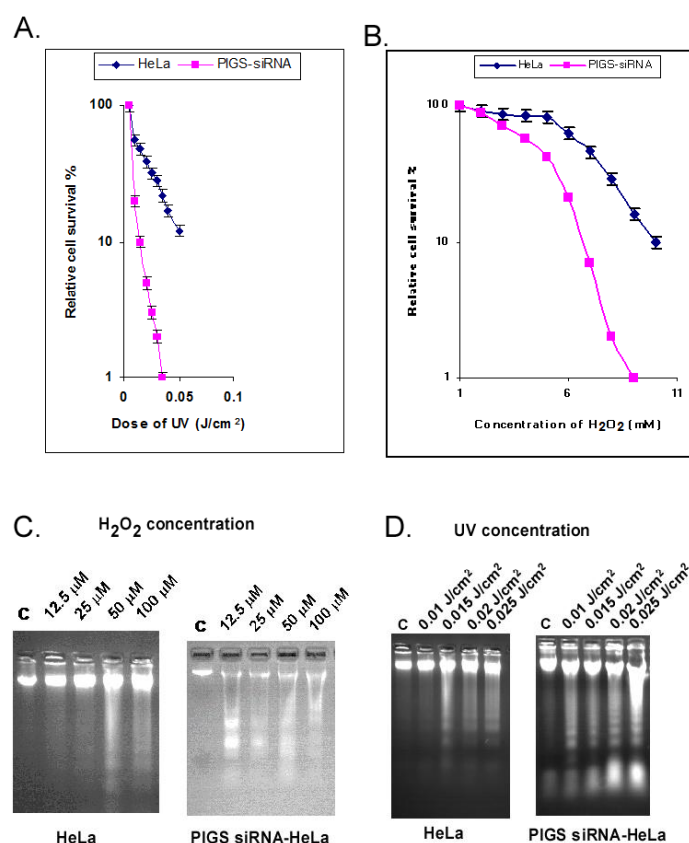 A.
HeLa PIGS-siRNA
Relative cell survival %
100
10
1
0 0.05 0.1
Dose of UV (J/cm2)
B.
HeLa PIGS-siRNA
Relative cell survival %
100
10
1
1 6 11
Concentration of H2O2 (mM)
C.
H2O2 concentration
C 12.5 µM 25 µM 50 µM 100 µM
C 12.5 µM 25 µM 50 µM 100 µM
HeLa
PIGS siRNA-HeLa
D.
UV concentration
C 0.01 J/cm2 0.015 J/cm2 0.02 J/cm2 0.025 J/cm2
C 0.01 J/cm2 0.015 J/cm2 0.02 J/cm2 0.025 J/cm2
HeLa
PIGS siRNA-HeLa